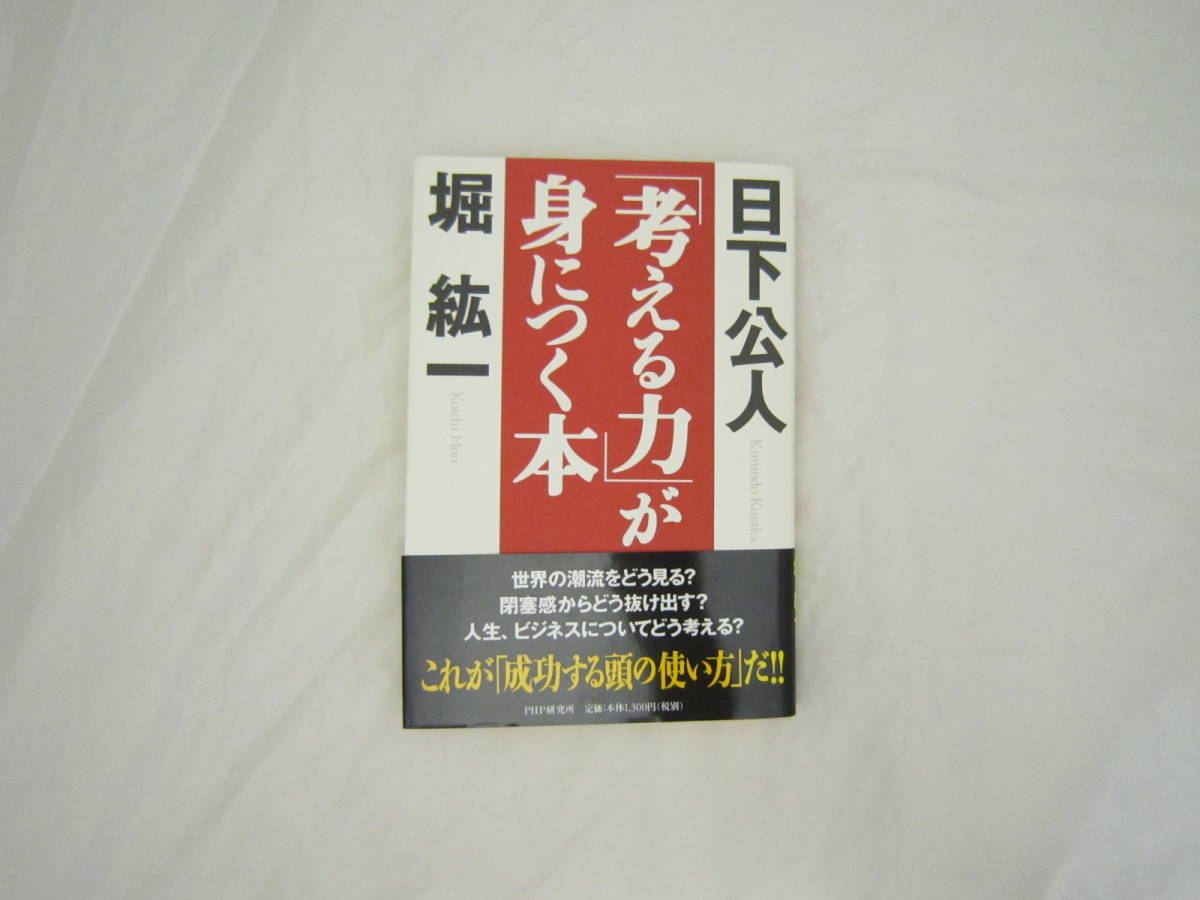 日下公人
Kimindo Kusaka
「考える力」が
身につく本
堀紘一
Koichi Hori
世界の潮流をどう見る?
閉塞感からどう抜け出す?
人生、ビジネスについてどう考える?
これが「成功する頭の使い方」だ!!
PHP研究所 定価:本体1,300円(税別)